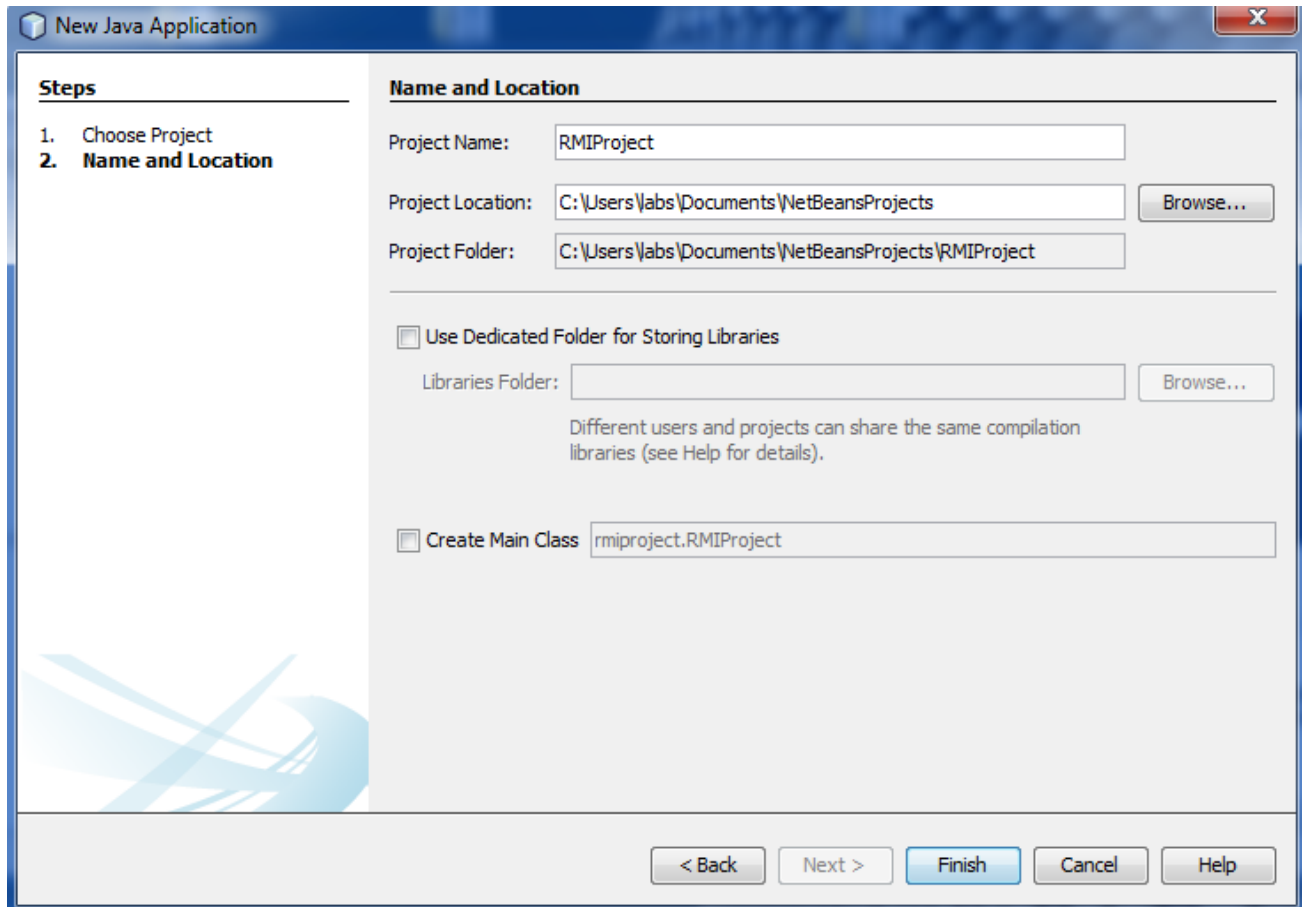 New Java Application
Steps
1. Choose Project
2. Name and Location
Name and Location
Project Name: RMIProject
Project Location: C:\Users\labs\Documents\NetBeansProjects Browse...
Project Folder: C:\Users\labs\Documents\NetBeansProjects\RMIProject
Use Dedicated Folder for Storing Libraries
Libraries Folder: Browse...
Different users and projects can share the same compilation
libraries (see Help for details).
Create Main Class rmiproject.RMIProject
< Back Next > Finish Cancel Help